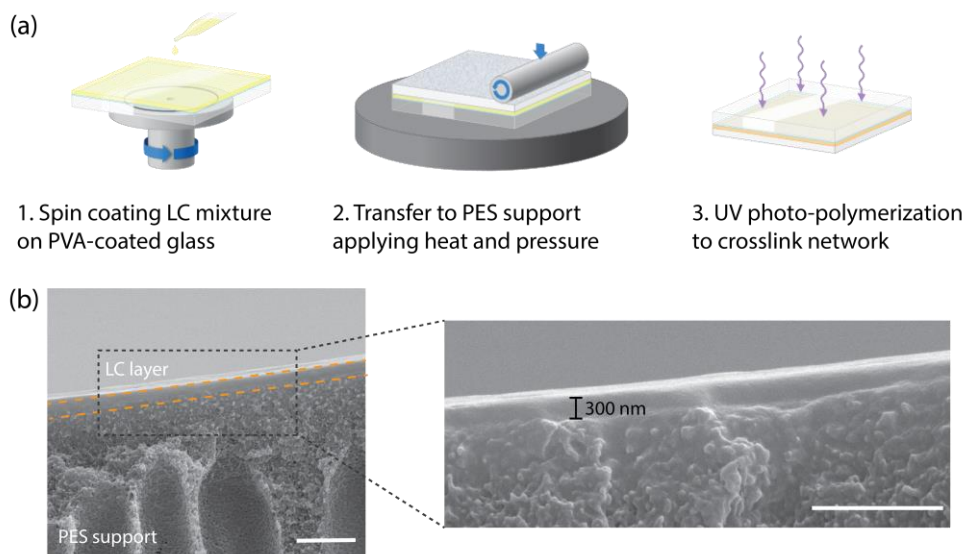 (a)
1. Spin coating LC mixture
on PVA-coated glass
2. Transfer to PES support
applying heat and pressure
3. UV photo-polymerization
to crosslink network
(b)
LC layer
300 nm
PES support